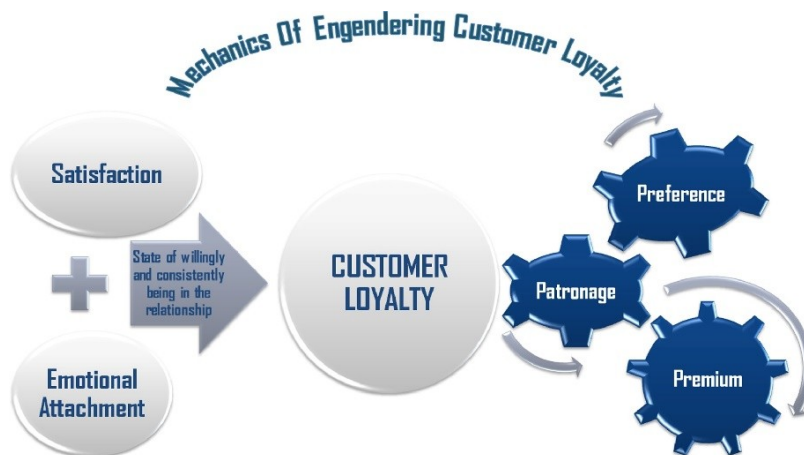 Mechanics Of Engendering Customer Loyalty
Satisfaction
State of willingly
and consistently
being in the
relationship
Emotional
Attachment
CUSTOMER
LOYALTY
Preference
Patronage
Premium